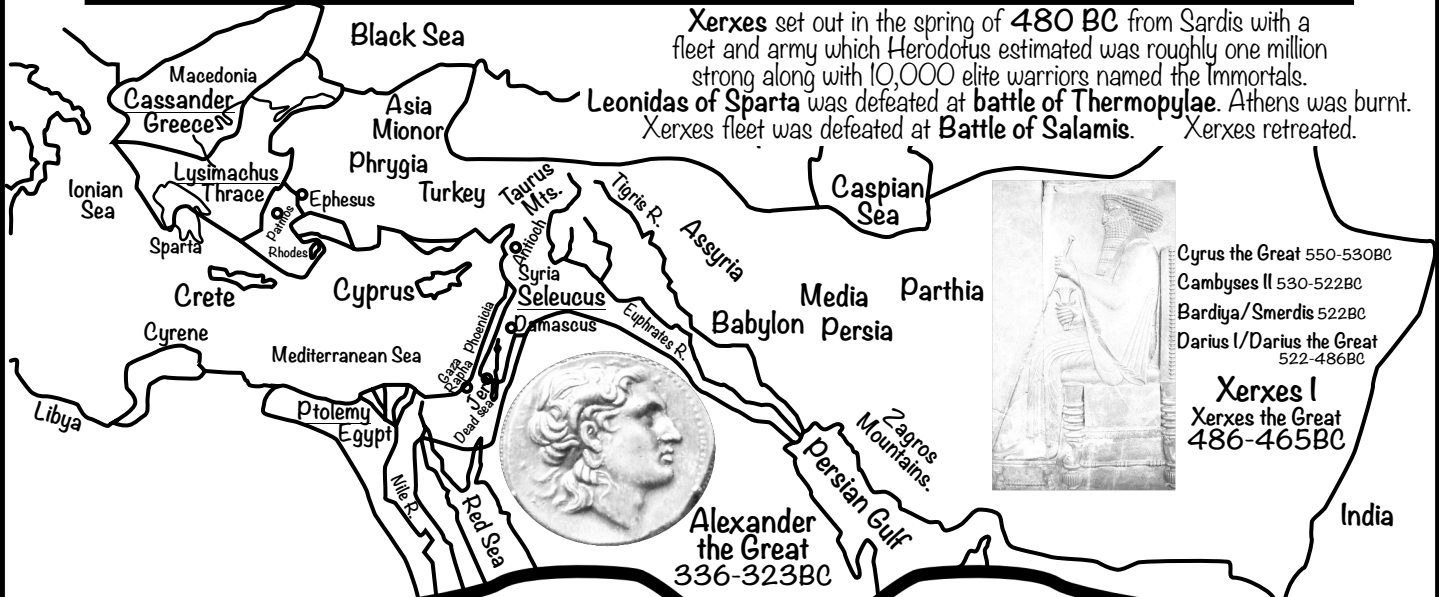 Xerxes set out in the spring of 480 BC from Sardis with a
fleet and army which Herodotus estimated was roughly one million
strong along with 10,000 elite warriors named the Immortals.
Leonidas of Sparta was defeated at battle of Thermopylae. Athens was burnt.
Xerxes fleet was defeated at Battle of Salamis. Xerxes retreated.
Black Sea
Macedonia
Cassander
Greece
Asia
Mionor
Phrygia
Turkey
Taurus
Mts.
Tigris R.
Caspian
Sea
Lysimachus
Thrace
Ionian
Sea
Ephesus
Patmos
Sparta
Rhodes
Antioch
Assyria
Syria
Seleucus
Crete
Cyprus
Media
Persia
Parthia
Babylon
Euphrates R.
Phoenicia
Damascus
Cyrene
Mediterranean Sea
Gaza
Rapha
Jer
Dead sea
Libya
Ptolemy
Egypt
Nile R.
Red Sea
Zagros
Mountains.
Persian Gulf
Alexander
the Great
336-323BC
Cyrus the Great 550-530BC
Cambyses II 530-522BC
Bardiya/Smerdis 522BC
Darius I/Darius the Great
522-486BC
Xerxes I
Xerxes the Great
486-465BC
India